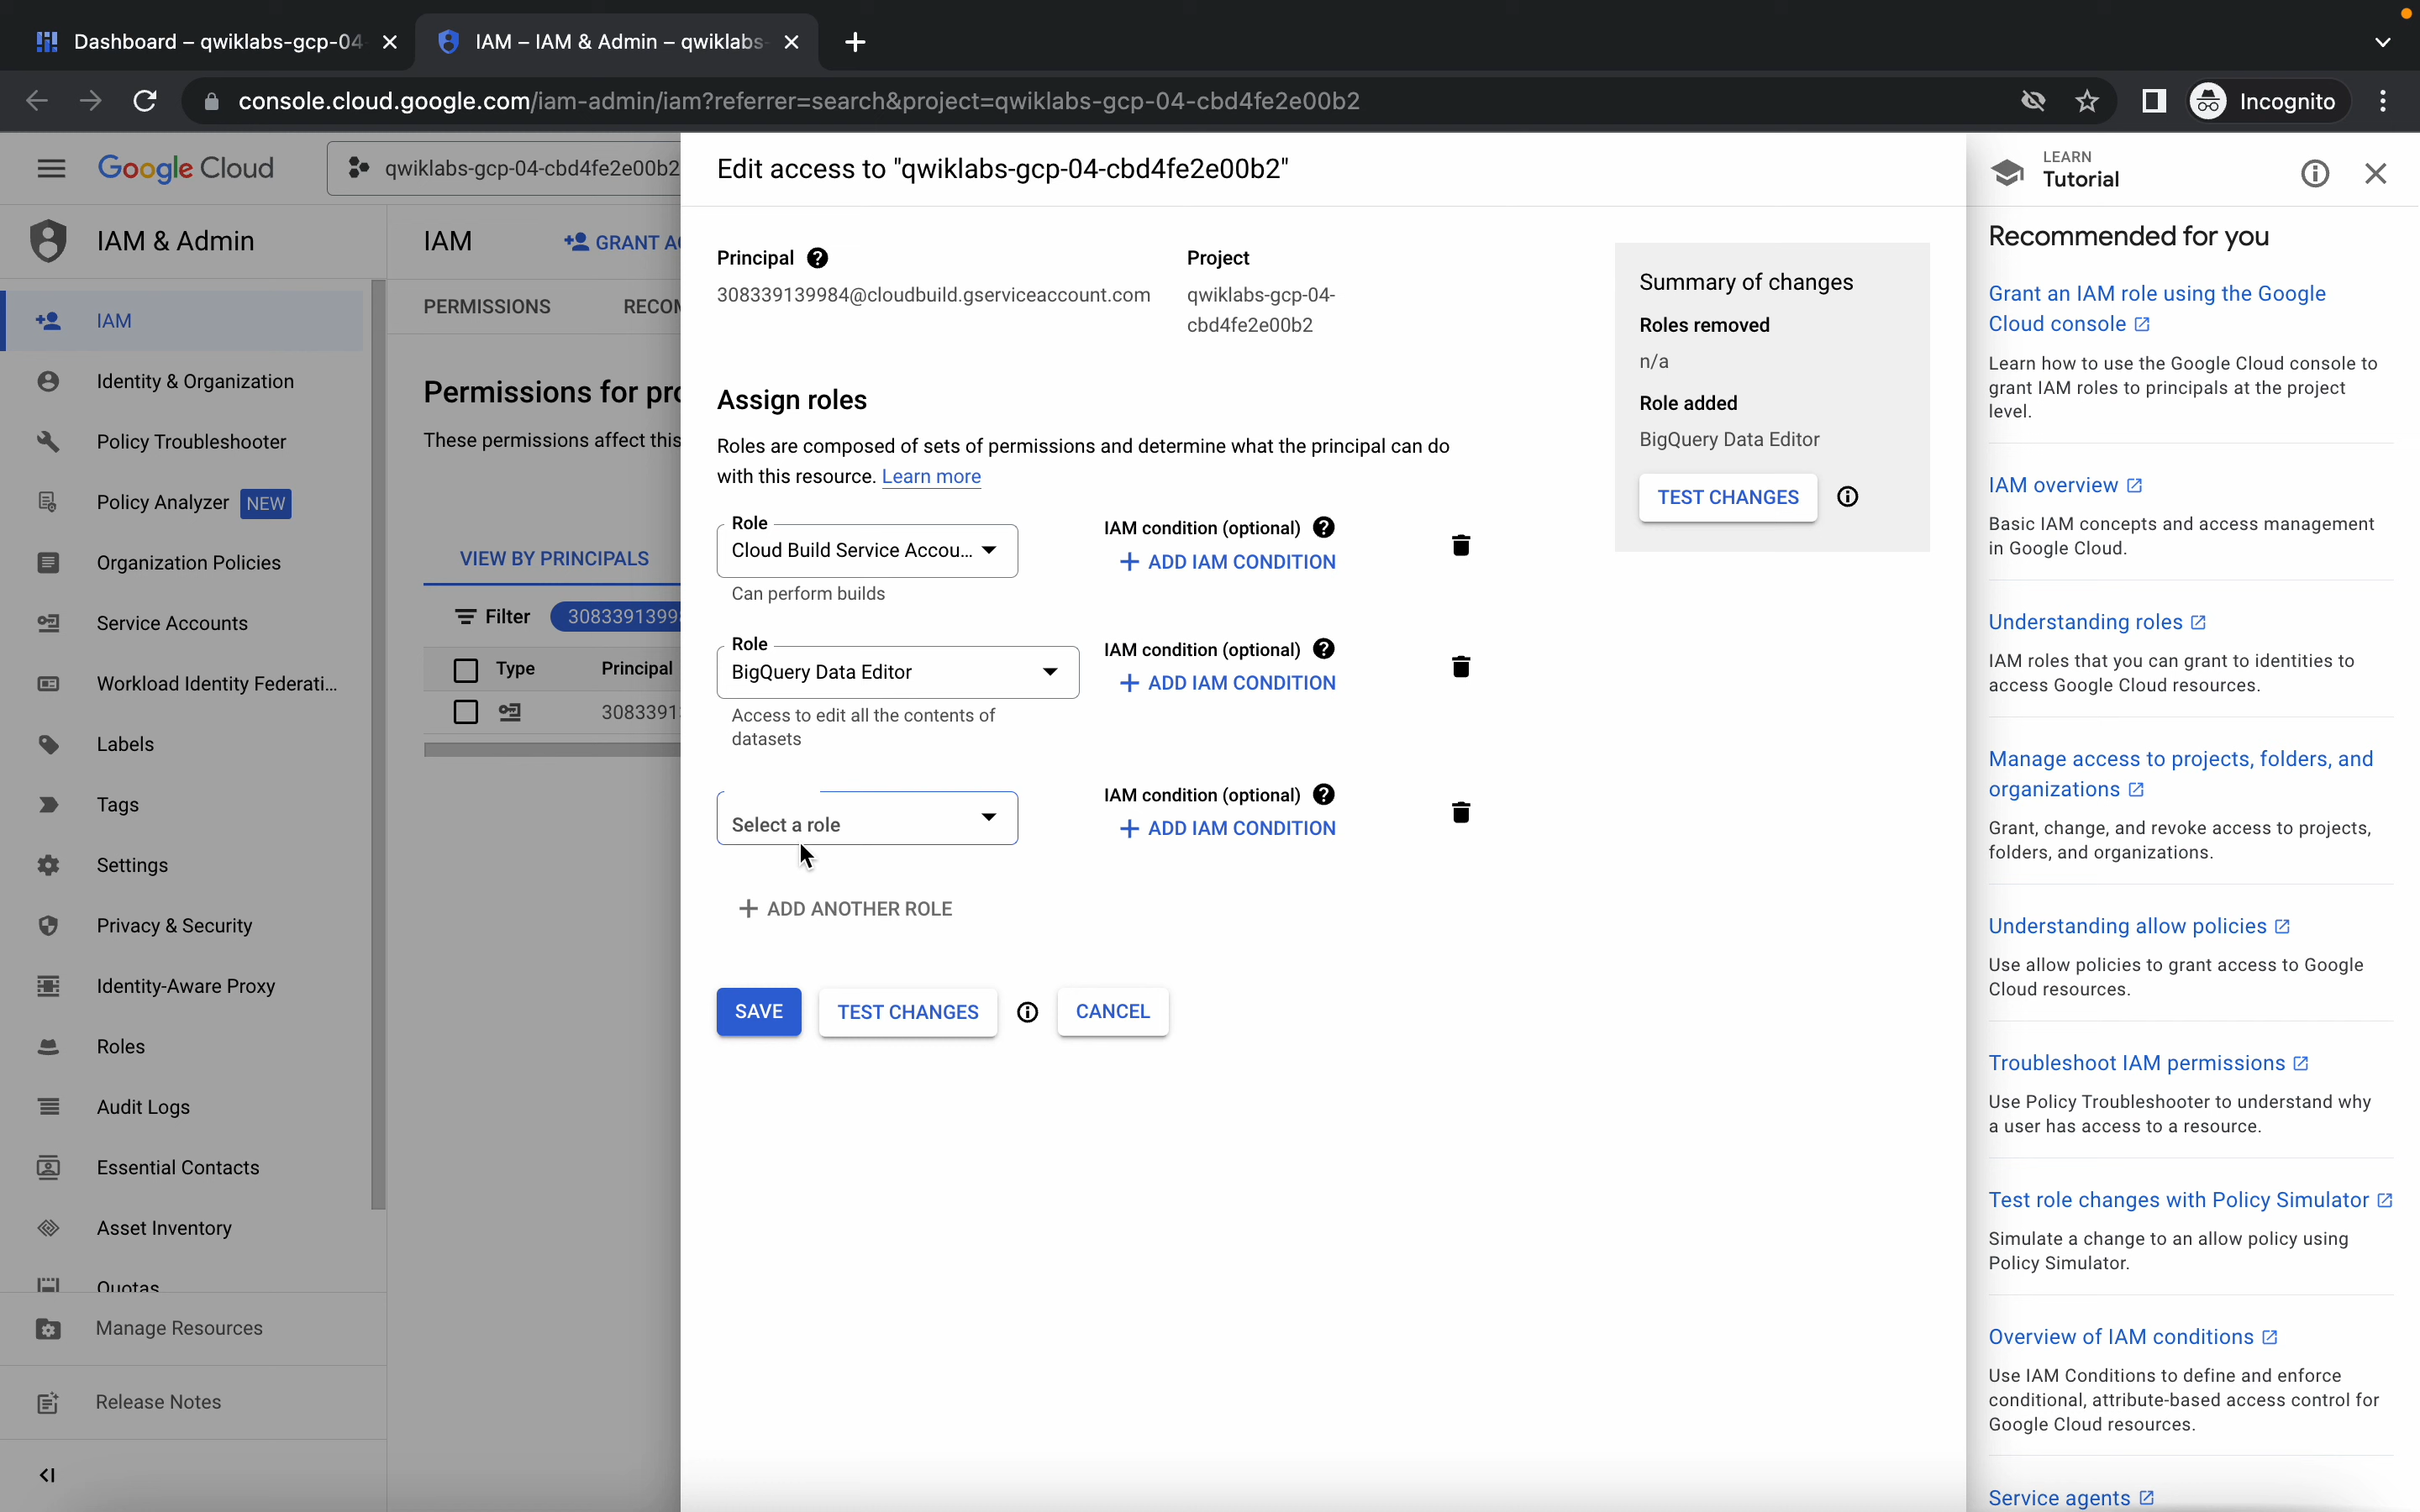 Dashboard – qwiklabs-gcp-04
IAM – IAM & Admin – qwiklabs-
console.cloud.google.com/iam-admin/iam?referrer=search&project=qwiklabs-gcp-04-cbd4fe2e00b2
Incognito
Google Cloud
qwiklabs-gcp-04-cbd4fe2e00b2
IAM & Admin
IAM
Identity & Organization
Policy Troubleshooter
Policy Analyzer NEW
Organization Policies
Service Accounts
Workload Identity Federati...
Labels
Tags
Settings
Privacy & Security
Identity-Aware Proxy
Roles
Audit Logs
Essential Contacts
Asset Inventory
Quotas
Manage Resources
Release Notes
IAM
GRANT AC
PERMISSIONS
RECOM
Permissions for pro
These permissions affect this
VIEW BY PRINCIPALS
Filter
3083391399
Type
Principal
3083391
Edit access to "qwiklabs-gcp-04-cbd4fe2e00b2"
Principal
308339139984@cloudbuild.gserviceaccount.com
Project
qwiklabs-gcp-04-
cbd4fe2e00b2
Assign roles
Roles are composed of sets of permissions and determine what the principal can do
with this resource. Learn more
Role
Cloud Build Service Accou...
Can perform builds
IAM condition (optional)
ADD IAM CONDITION
Role
BigQuery Data Editor
Access to edit all the contents of
datasets
IAM condition (optional)
ADD IAM CONDITION
Select a role
IAM condition (optional)
ADD IAM CONDITION
ADD ANOTHER ROLE
SAVE
TEST CHANGES
CANCEL
Summary of changes
Roles removed
n/a
Role added
BigQuery Data Editor
TEST CHANGES
LEARN
Tutorial
Recommended for you
Grant an IAM role using the Google
Cloud console
Learn how to use the Google Cloud console to
grant IAM roles to principals at the project
level.
IAM overview
Basic IAM concepts and access management
in Google Cloud.
Understanding roles
IAM roles that you can grant to identities to
access Google Cloud resources.
Manage access to projects, folders, and
organizations
Grant, change, and revoke access to projects,
folders, and organizations.
Understanding allow policies
Use allow policies to grant access to Google
Cloud resources.
Troubleshoot IAM permissions
Use Policy Troubleshooter to understand why
a user has access to a resource.
Test role changes with Policy Simulator
Simulate a change to an allow policy using
Policy Simulator.
Overview of IAM conditions
Use IAM Conditions to define and enforce
conditional, attribute-based access control for
Google Cloud resources.
Service agents